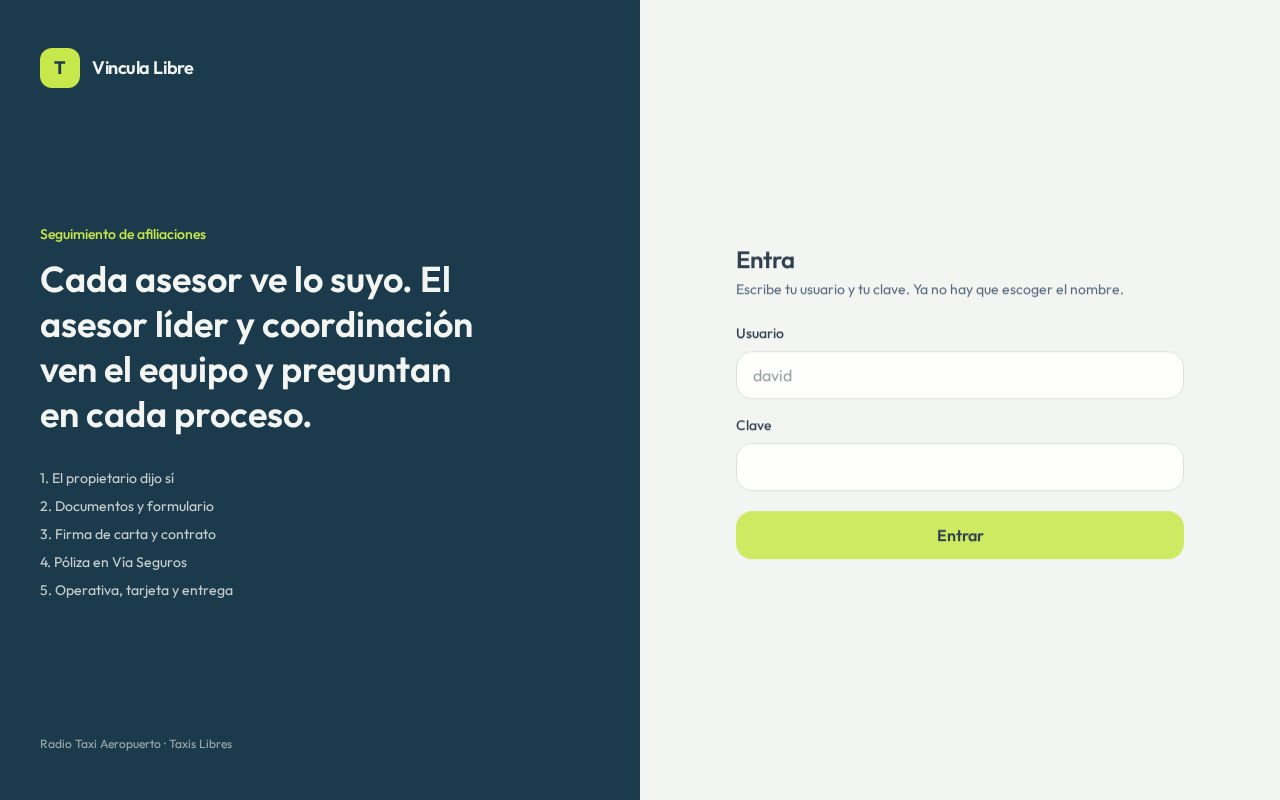 T
Vincula Libre
Seguimiento de afiliaciones
Cada asesor ve lo suyo. El
asesor líder y coordinación
ven el equipo y preguntan
en cada proceso.
1. El propietario dijo sí
2. Documentos y formulario
3. Firma de carta y contrato
4. Póliza en Vía Seguros
5. Operativa, tarjeta y entrega
Radio Taxi Aeropuerto · Taxis Libres
Entra
Escribe tu usuario y tu clave. Ya no hay que escoger el nombre.
Usuario
david
Clave
Entrar